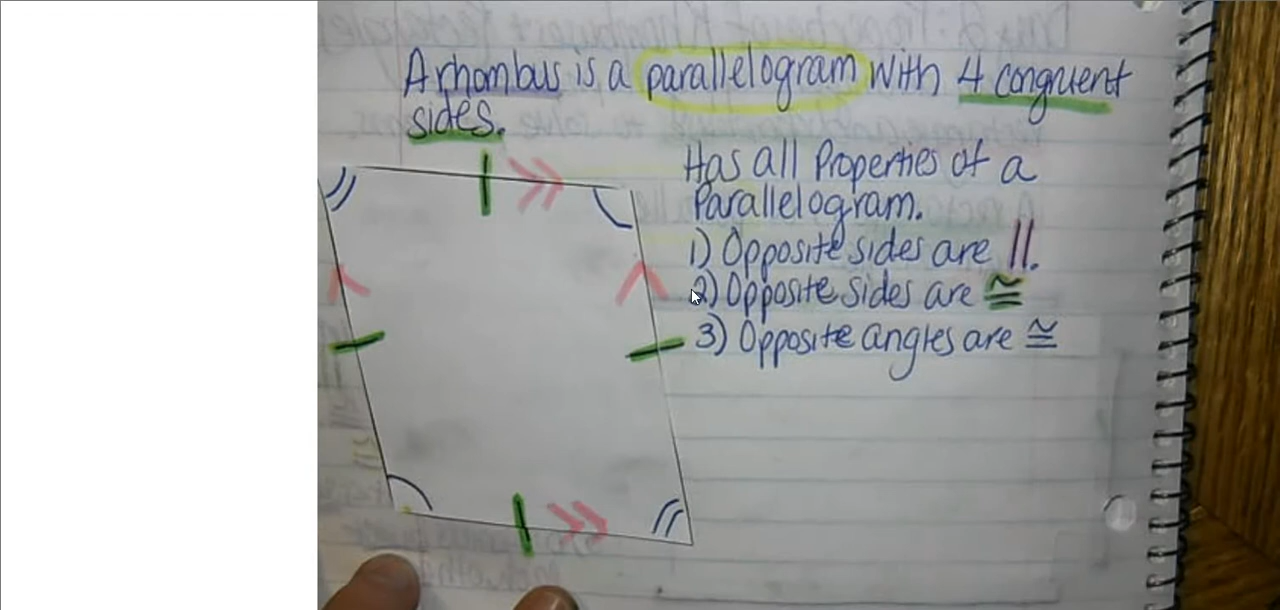 A rhombus is a parallelogram with 4 congruent
sides.
Has all Properties of a
Parallelogram.
1) Opposite sides are ||.
2) Opposite sides are ≅
3) Opposite angles are ≅